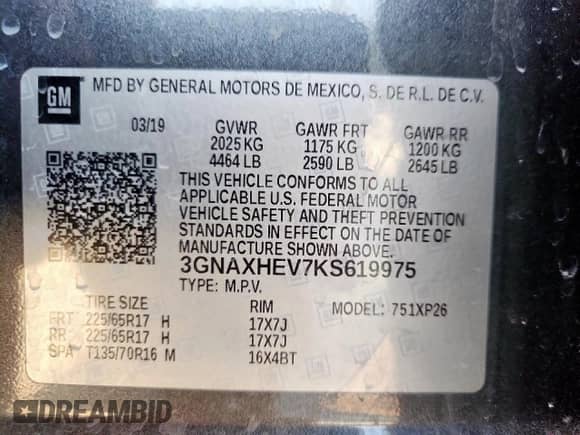 GM
MFD BY GENERAL MOTORS DE MEXICO, S. DE R.L. DE C.V.
03/19 GVWR GAWR FRT GAWR RR
2025 KG 1175 KG 1200 KG
4464 LB 2590 LB 2645 LB
THIS VEHICLE CONFORMS TO ALL
APPLICABLE U.S. FEDERAL MOTOR
VEHICLE SAFETY AND THEFT PREVENTION
STANDARDS IN EFFECT ON THE DATE OF
MANUFACTURE SHOWN ABOVE.
3GNAXHEV7KS619975
TYPE: M.P.V.
TIRE SIZE RIM MODEL: 751XP26
FRT 225/65R17 H 17X7J
RR 225/65R17 H 17X7J
SPA T135/70R16 M 16X4BT
DREAMBID